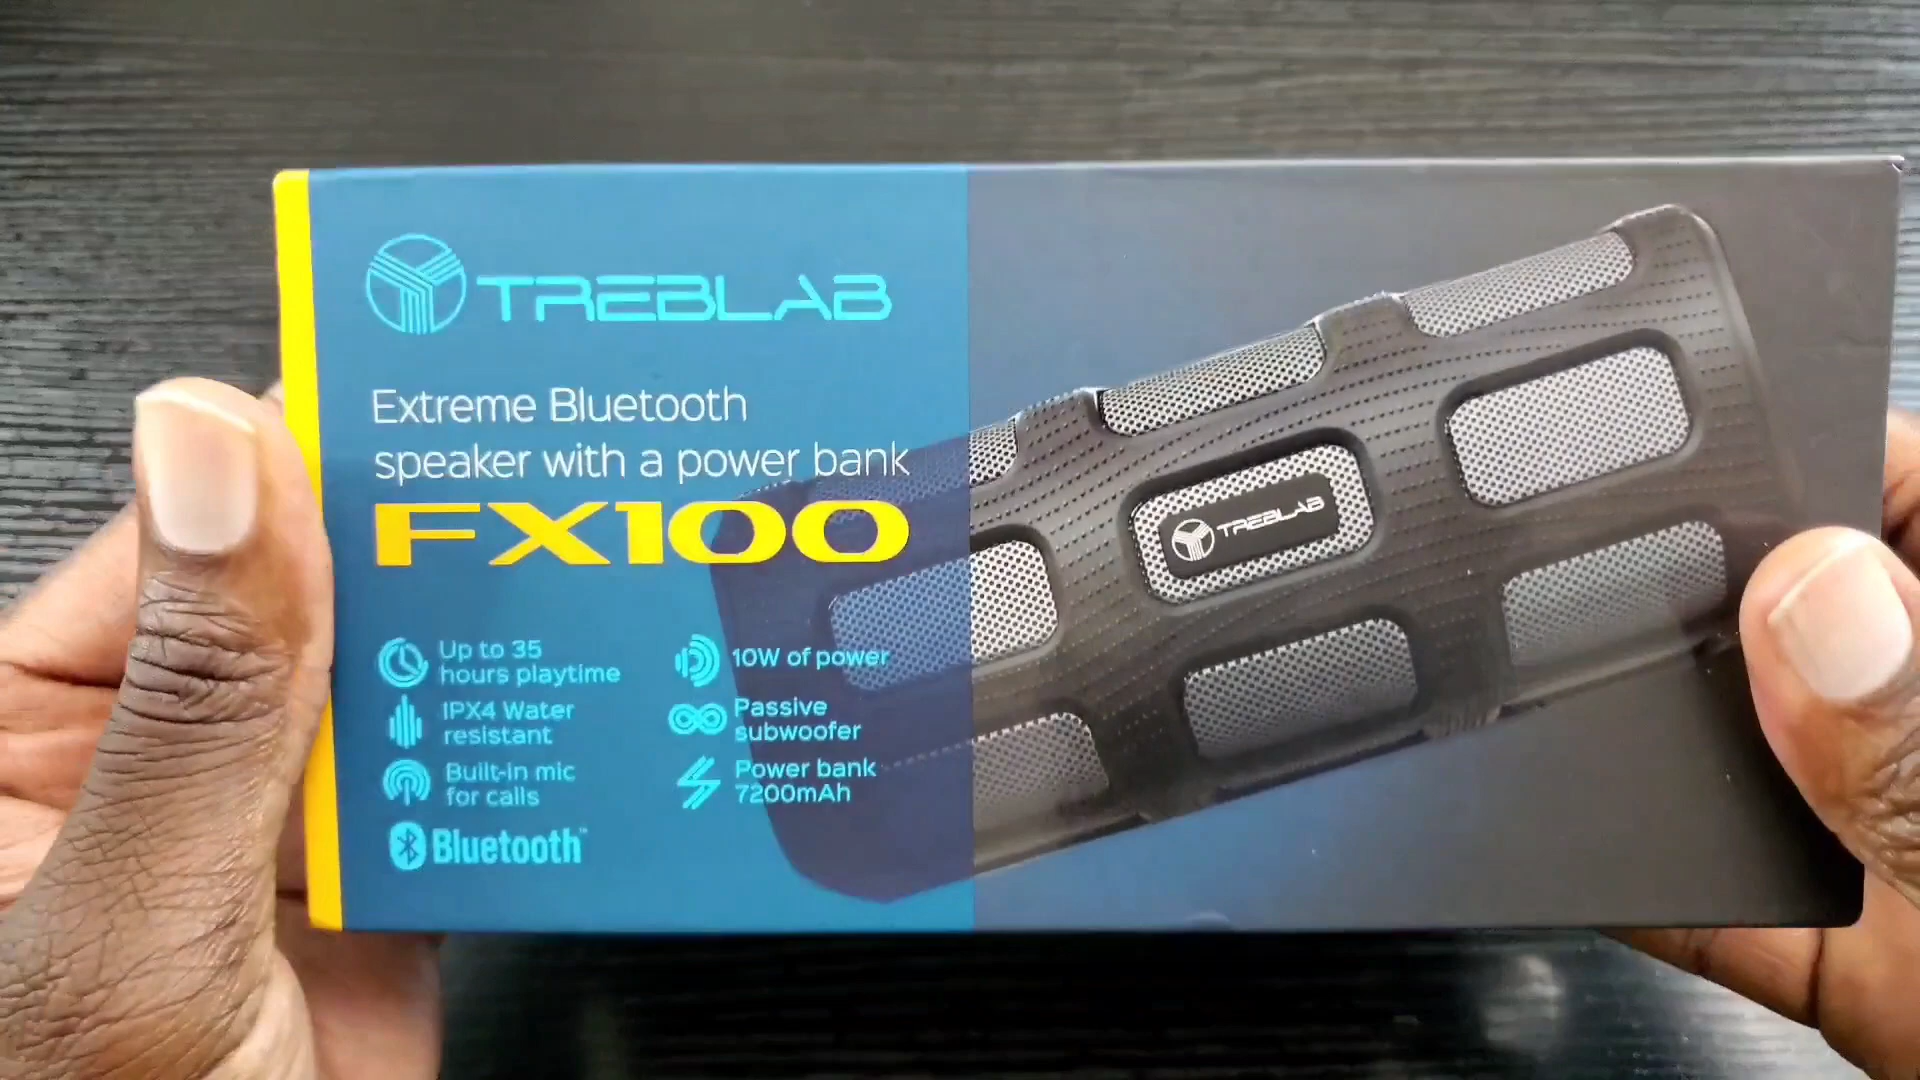 TREBLAB
Extreme Bluetooth
speaker with a power bank
FX100
Up to 35
hours playtime
IPX4 Water
resistant
Built-in mic
for calls
Bluetooth™
10W of power
Passive
subwoofer
Power bank
7200mAh
TREBLAB